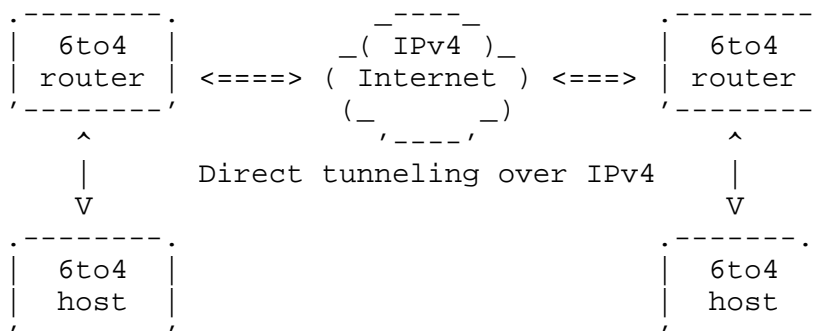 6to4 _( IPv4 )_ 6to4
router <====> ( Internet ) <===> router
Direct tunneling over IPv4
6to4 6to4
host host